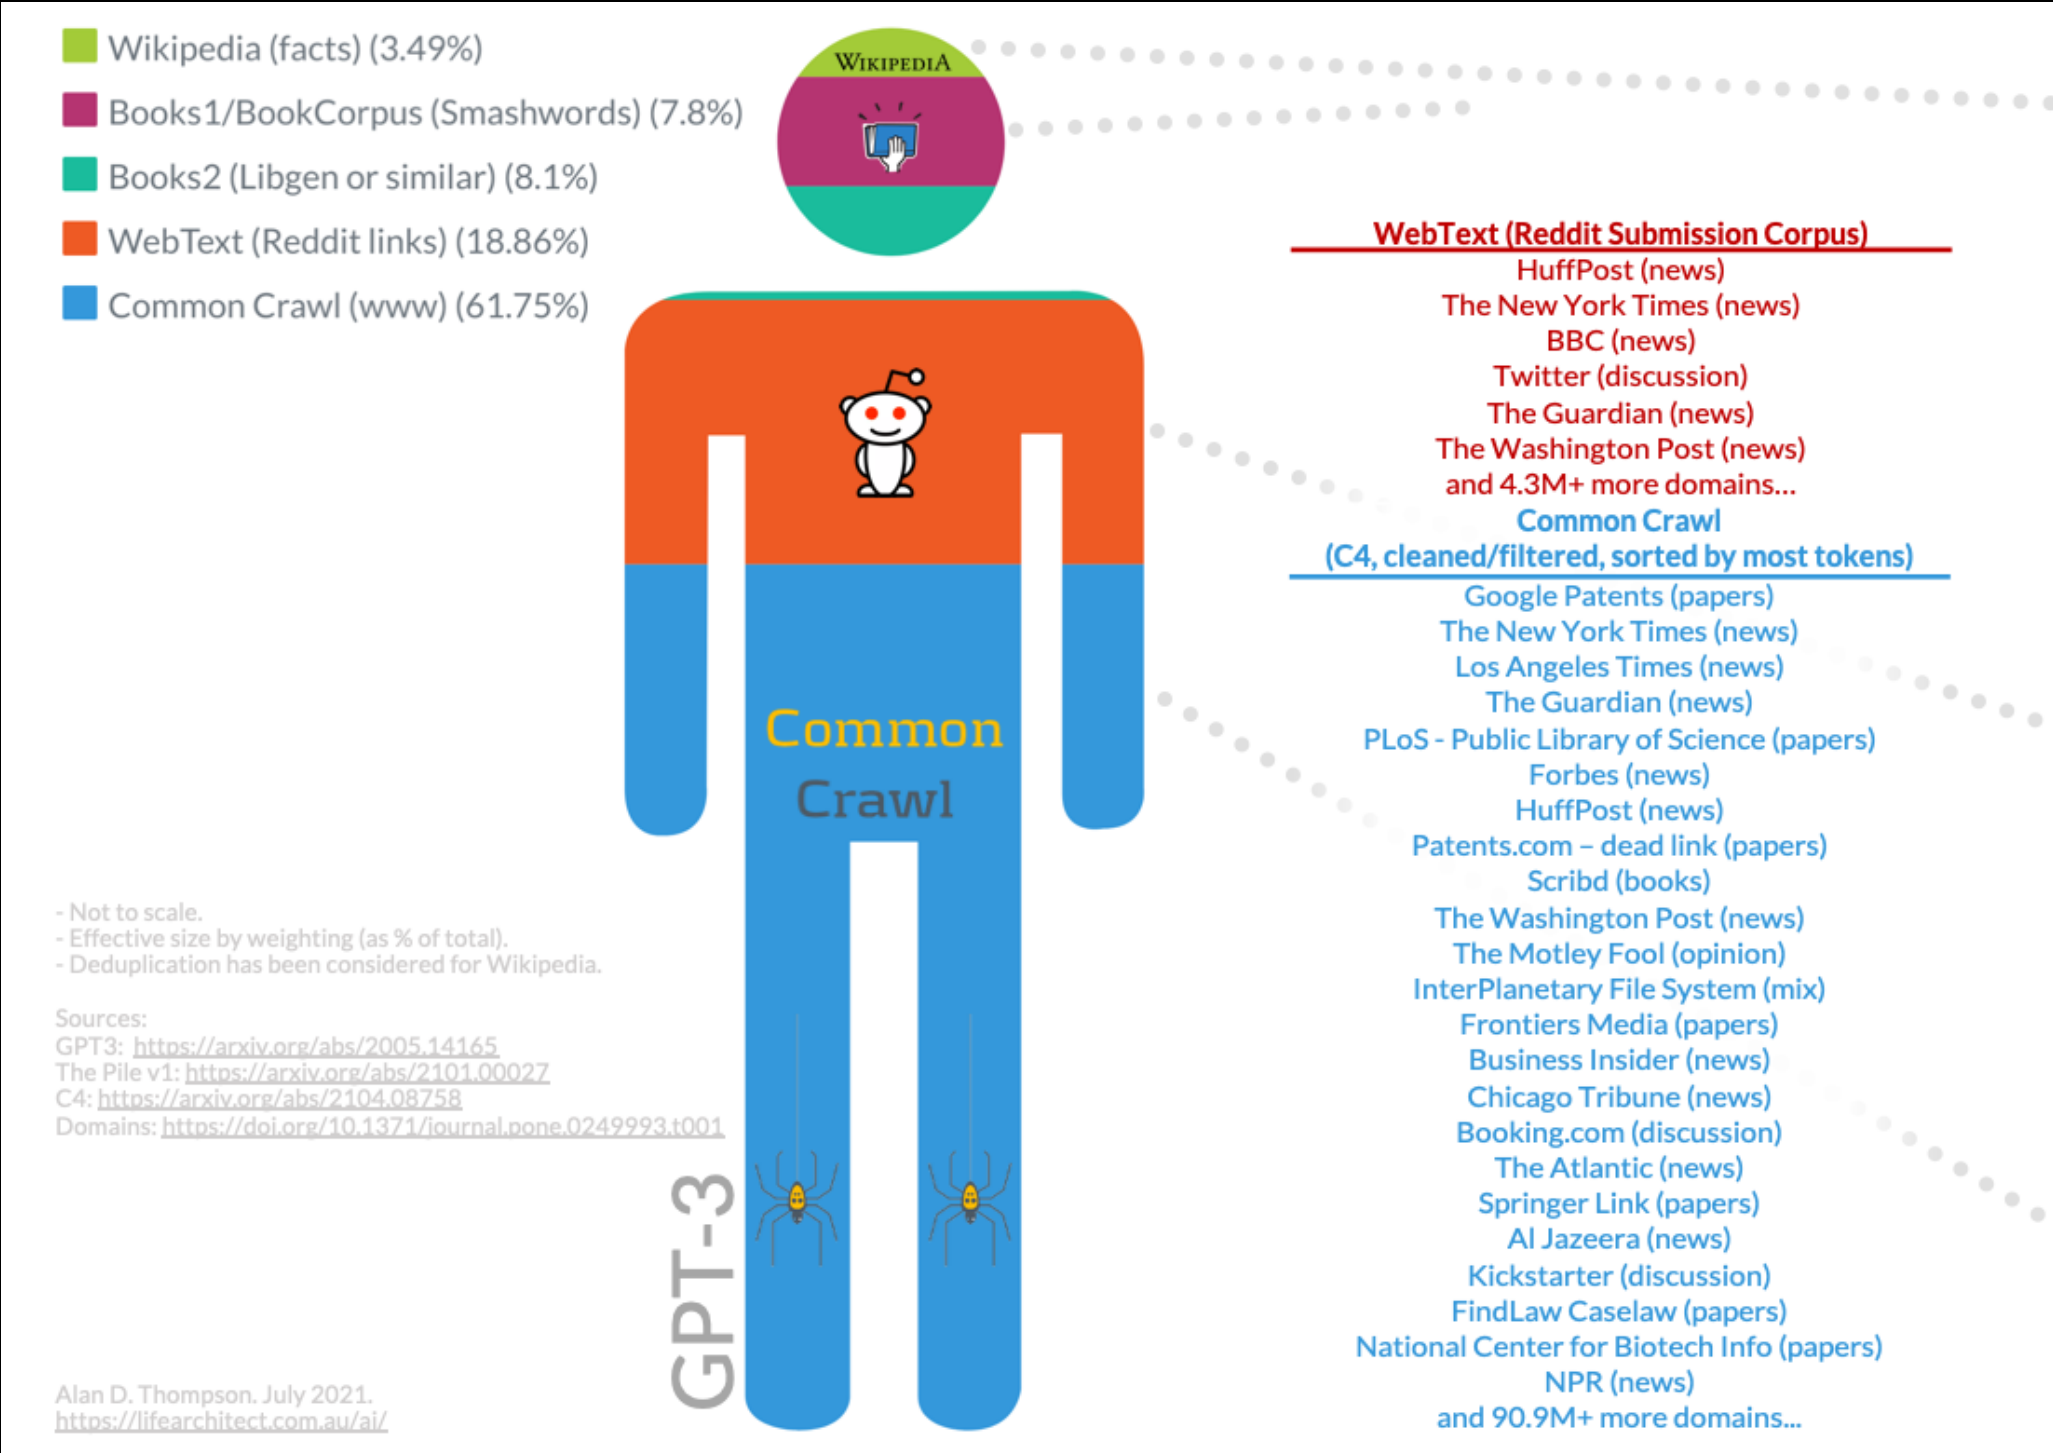 Wikipedia (facts) (3.49%)
Books1/BookCorpus (Smashwords) (7.8%)
Books2 (Libgen or similar) (8.1%)
WebText (Reddit links) (18.86%)
Common Crawl (www) (61.75%)
WIKIPEDIA
WebText (Reddit Submission Corpus)
HuffPost (news)
The New York Times (news)
BBC (news)
Twitter (discussion)
The Guardian (news)
The Washington Post (news)
and 4.3M+ more domains...
Common Crawl
(C4, cleaned/filtered, sorted by most tokens)
Google Patents (papers)
The New York Times (news)
Los Angeles Times (news)
The Guardian (news)
PLoS - Public Library of Science (papers)
Forbes (news)
HuffPost (news)
Patents.com – dead link (papers)
Scribd (books)
The Washington Post (news)
The Motley Fool (opinion)
InterPlanetary File System (mix)
Frontiers Media (papers)
Business Insider (news)
Chicago Tribune (news)
Booking.com (discussion)
The Atlantic (news)
Springer Link (papers)
Al Jazeera (news)
Kickstarter (discussion)
FindLaw Caselaw (papers)
National Center for Biotech Info (papers)
NPR (news)
and 90.9M+ more domains...
Common
Crawl
GPT-3
- Not to scale.
- Effective size by weighting (as % of total).
- Deduplication has been considered for Wikipedia.
Sources:
GPT3: https://arxiv.org/abs/2005.14165
The Pile v1: https://arxiv.org/abs/2101.00027
C4: https://arxiv.org/abs/2104.08758
Domains: https://doi.org/10.1371/journal.pone.0249993.t001
Alan D. Thompson. July 2021.
https://lifearchitect.com.au/ai/